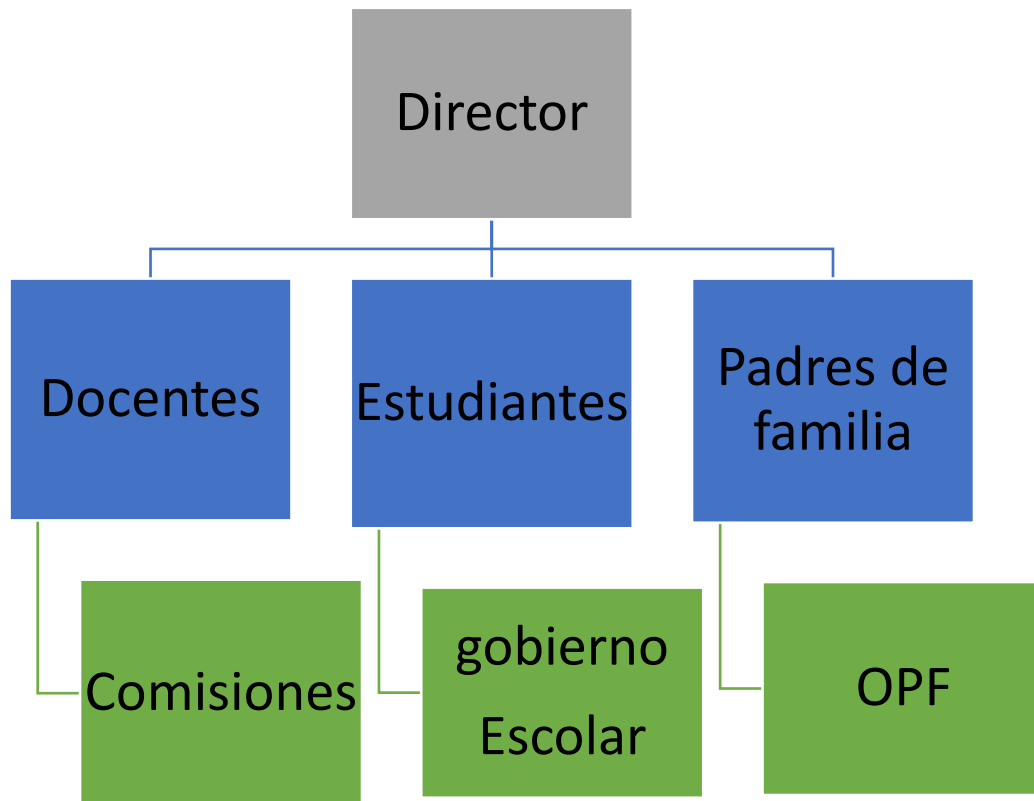 Director
Docentes
Estudiantes
Padres de
familia
Comisiones
gobierno
Escolar
OPF